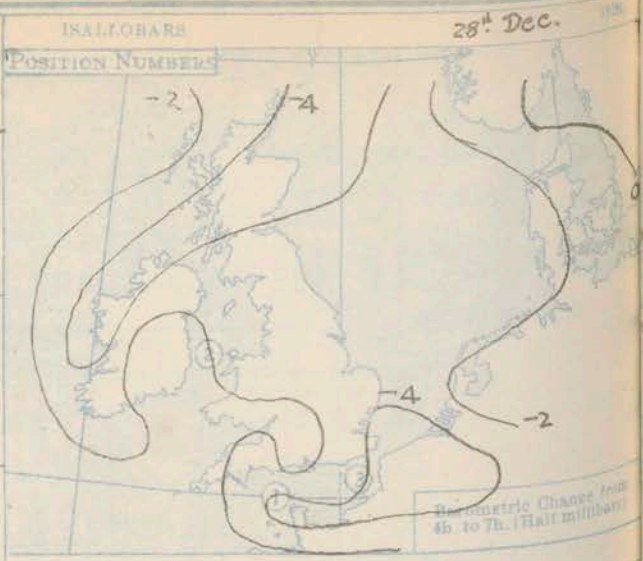 ISALLOBARS
28th Dec.
POSITION NUMBERS
-2
-4
0
2
-4
-2
3
1
Barometric Change from
4h. to 7h. (Half millibars)